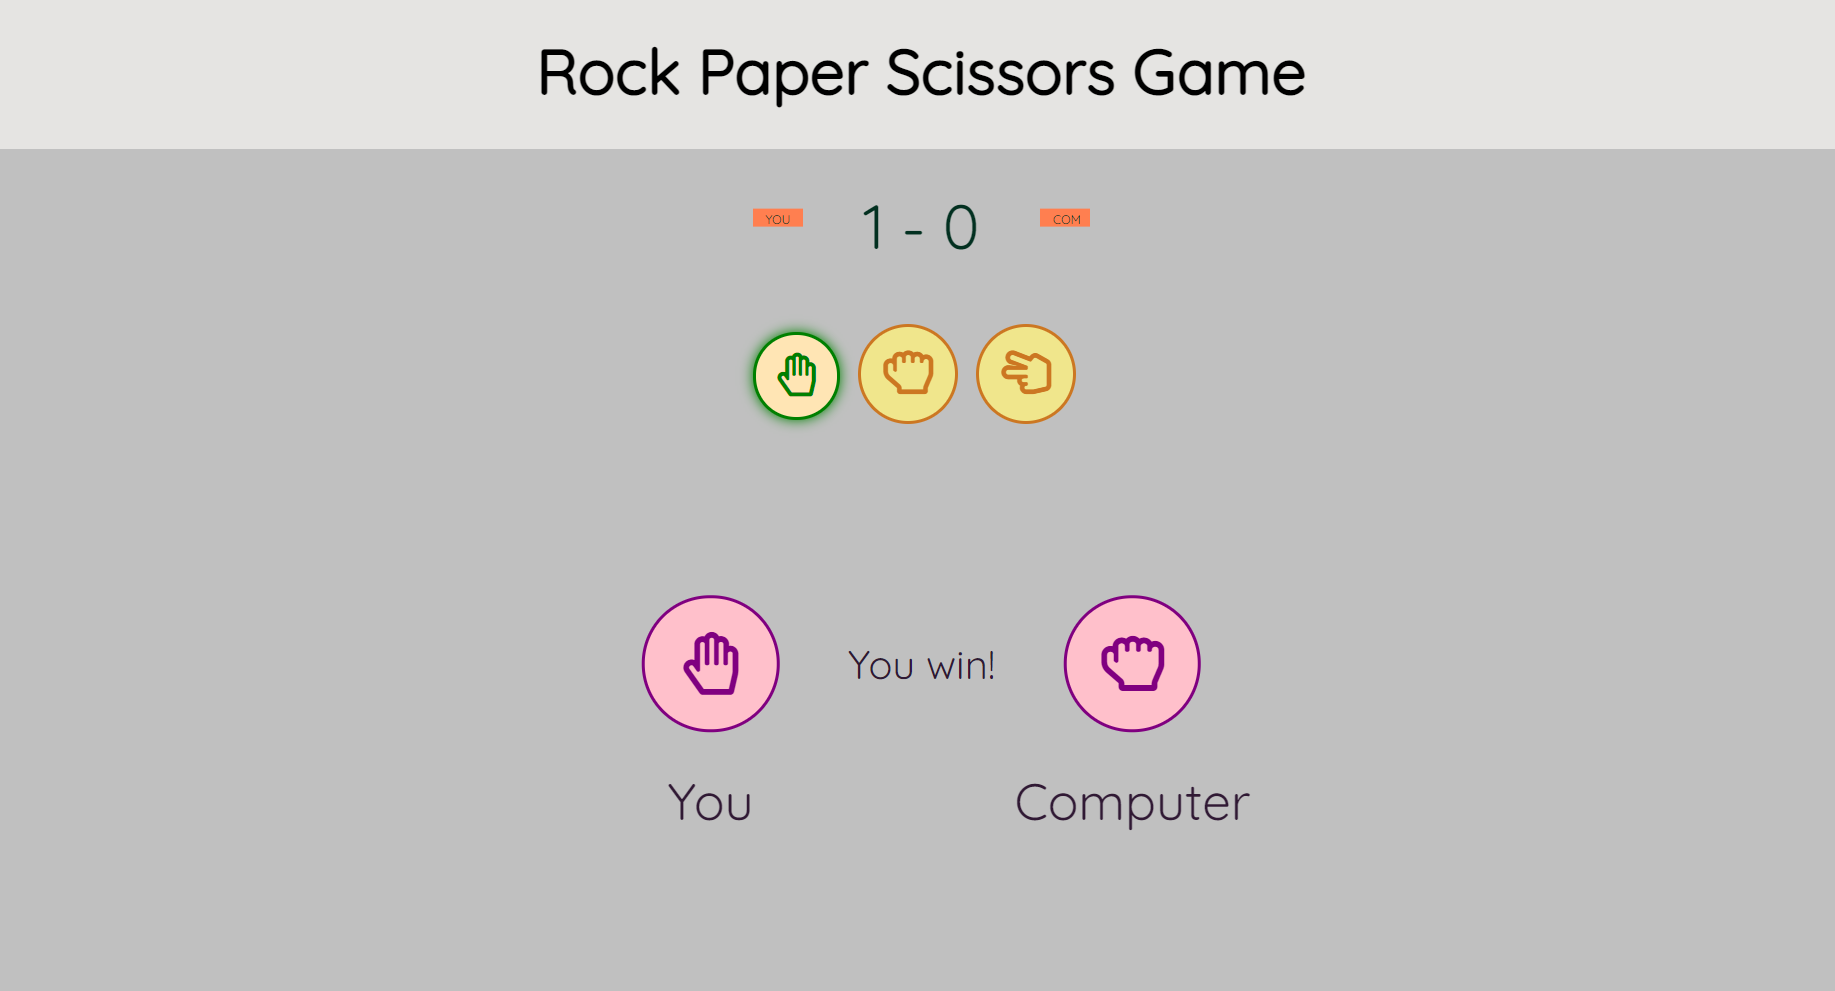 Rock Paper Scissors Game
YOU 1 - 0 COM
You win!
You Computer